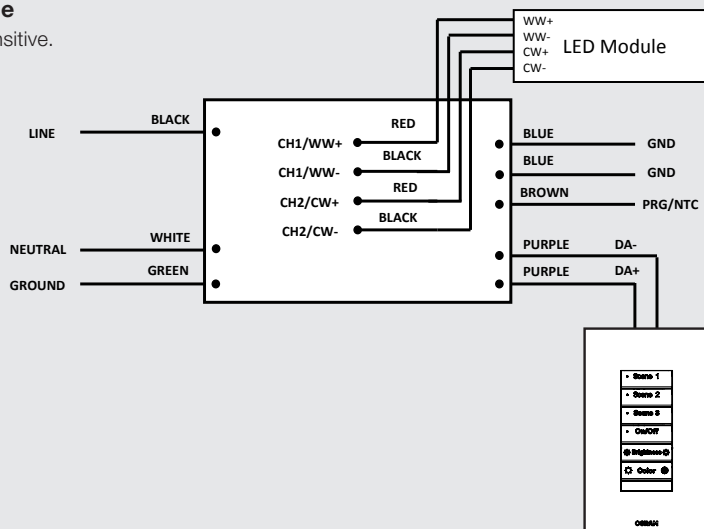 e
nsitive.
WW+
WW-
CW+
CW-
LED Module
LINE
BLACK
NEUTRAL
WHITE
GROUND
GREEN
CH1/WW+
RED
CH1/WW-
BLACK
CH2/CW+
RED
CH2/CW-
BLACK
BLUE
GND
BLUE
GND
BROWN
PRG/NTC
PURPLE
DA-
PURPLE
DA+
Scene 1
Scene 2
Scene 3
On/Off
Brightness
Color
OSRAM